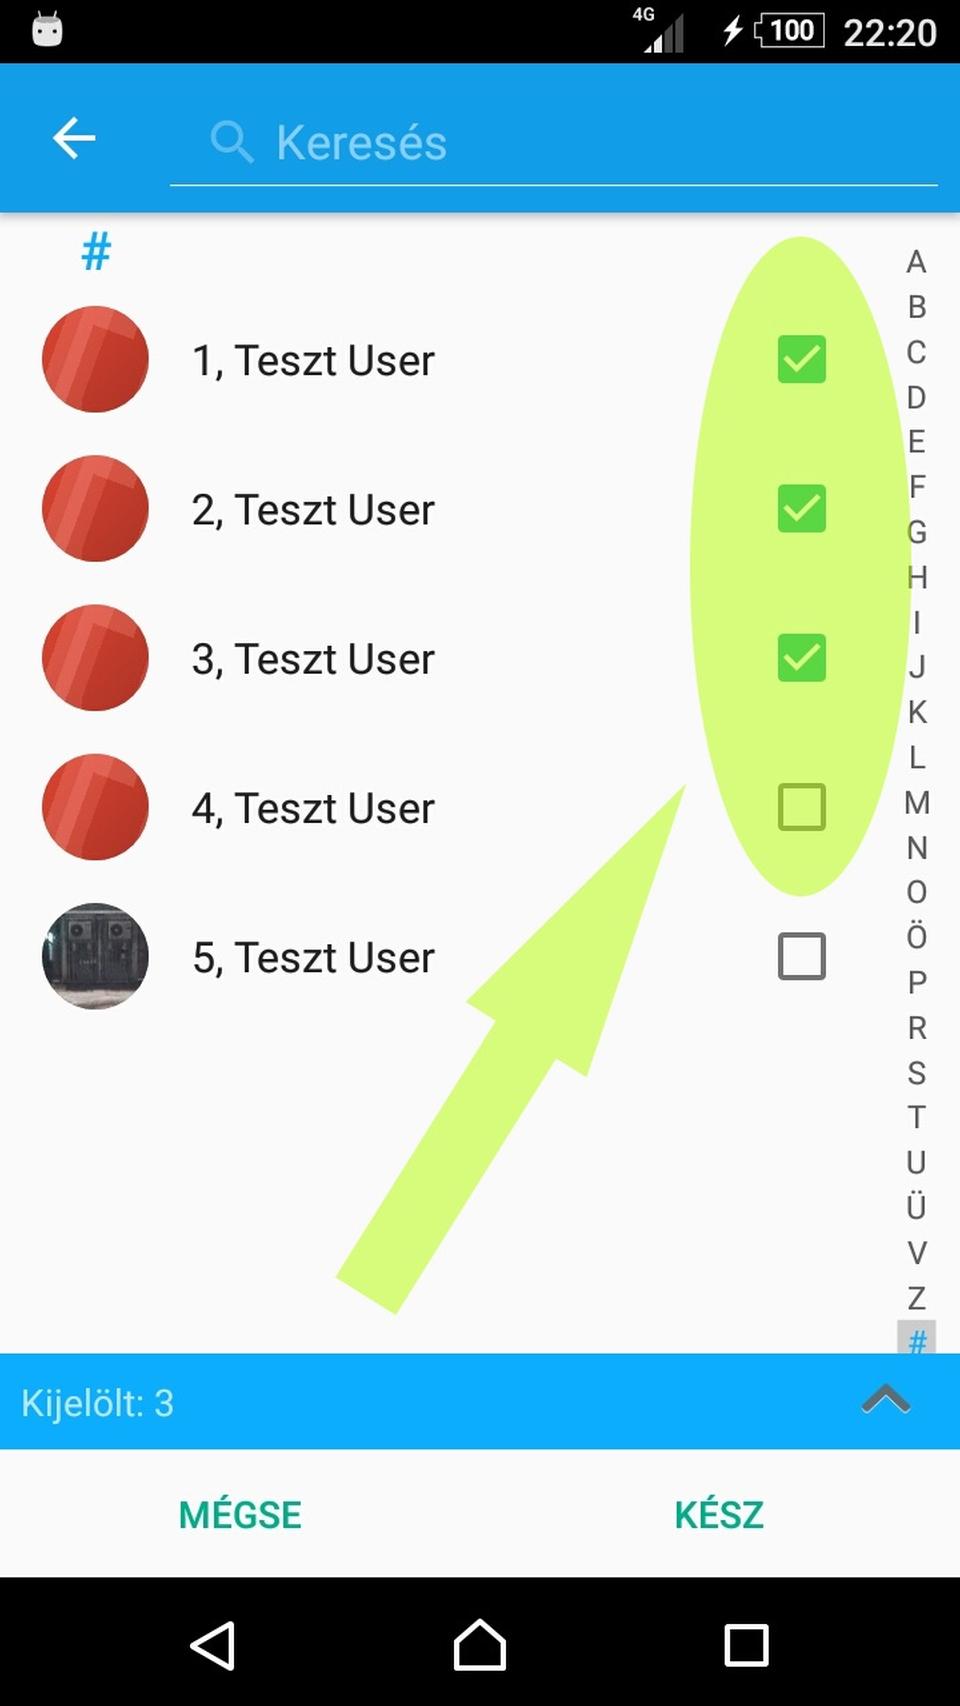 4G 100 22:20
Keresés
#
1, Teszt User
2, Teszt User
3, Teszt User
4, Teszt User
5, Teszt User
A
B
C
D
E
F
G
H
I
J
K
L
M
N
O
Ö
P
R
S
T
U
Ü
V
Z
#
Kijelölt: 3
MÉGSE KÉSZ